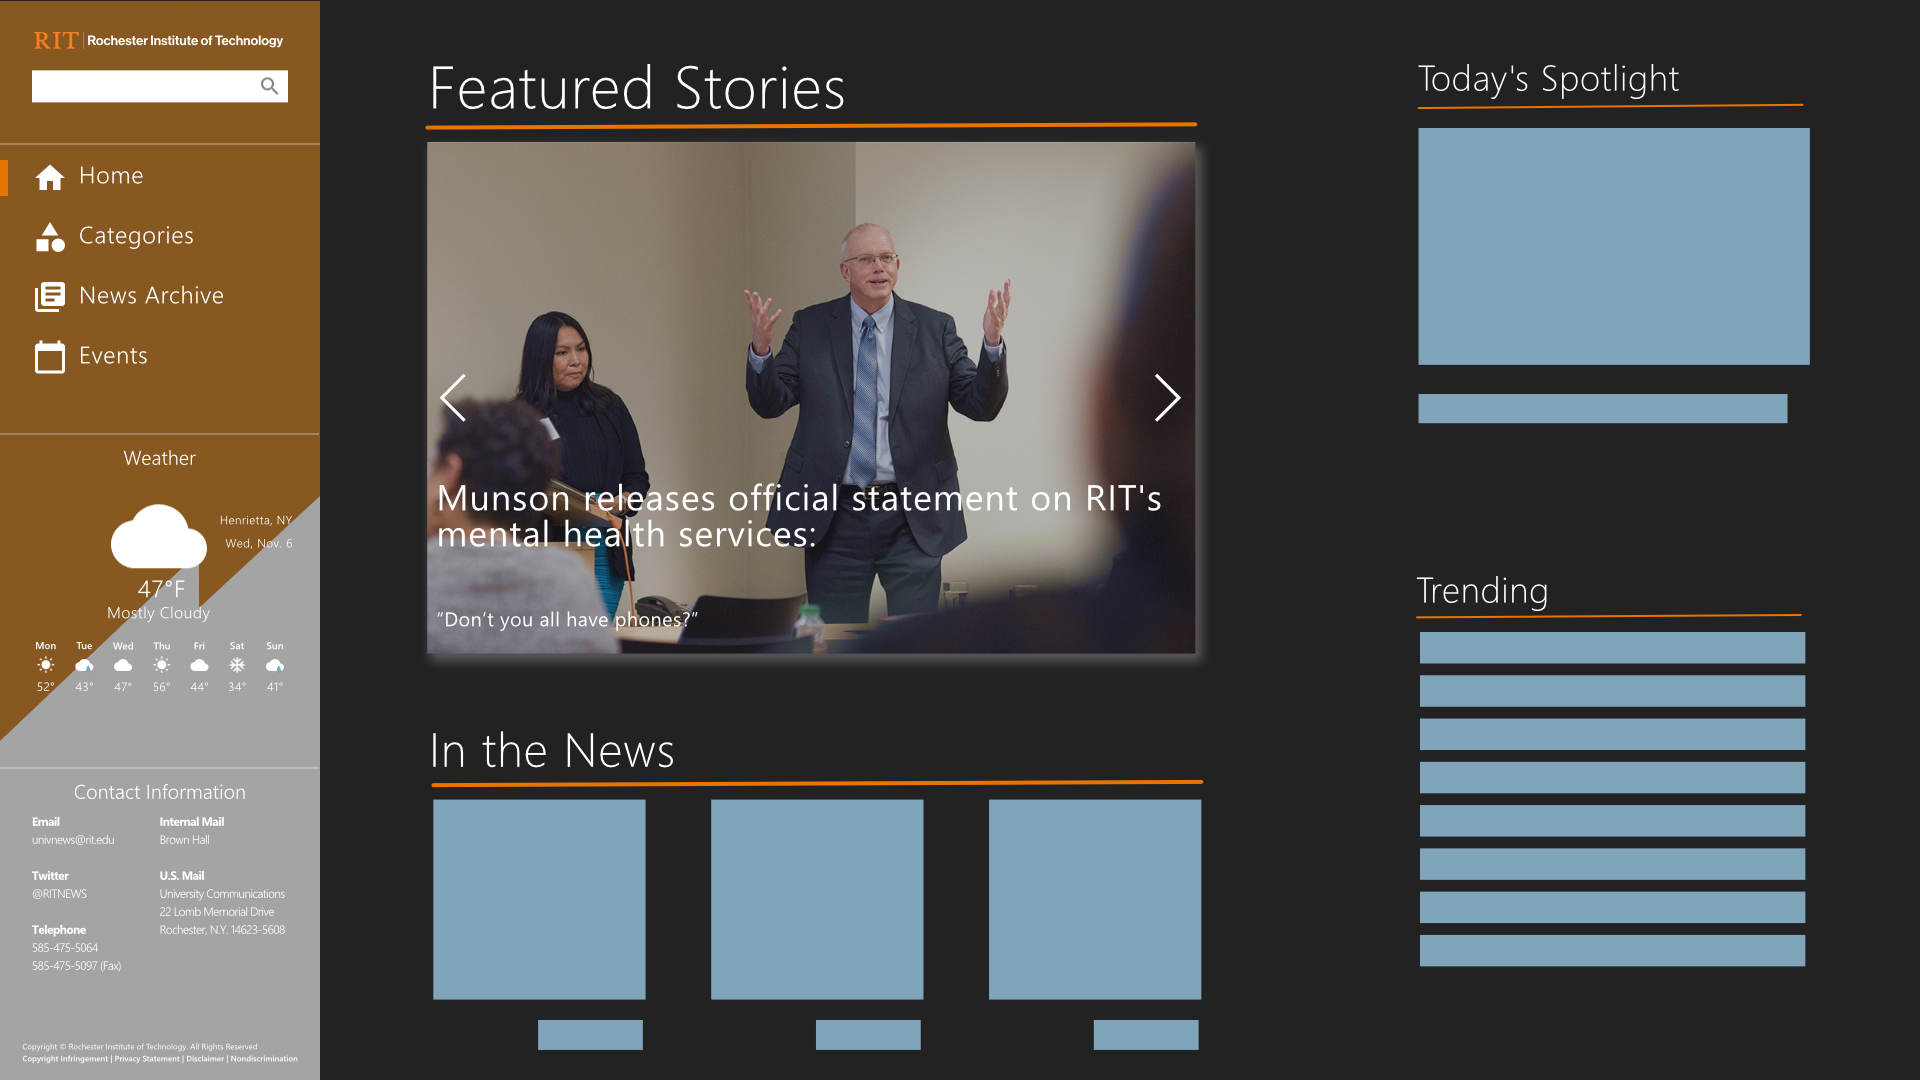 RIT | Rochester Institute of Technology
Home
Categories
News Archive
Events
Weather
Henrietta, NY
Wed, Nov. 6
47°F
Mostly Cloudy
Mon Tue Wed Thu Fri Sat Sun
52° 43° 47° 56° 44° 34° 41°
Contact Information
Email
univnews@rit.edu
Twitter
@RITNEWS
Telephone
585-475-5064
585-475-5097 (Fax)
Internal Mail
Brown Hall
U.S. Mail
University Communications
22 Lomb Memorial Drive
Rochester, N.Y. 14623-5608
Copyright © Rochester Institute of Technology. All Rights Reserved
Copyright Infringement | Privacy Statement | Disclaimer | Nondiscrimination
Featured Stories
Munson releases official statement on RIT's
mental health services:
“Don’t you all have phones?”
In the News
Today's Spotlight
Trending